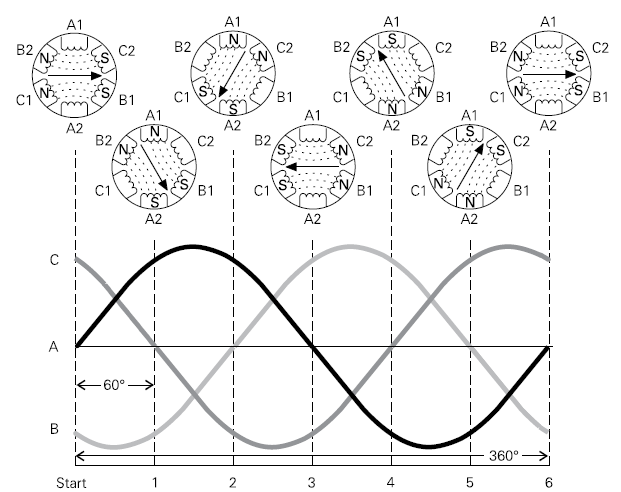 A1 A1 A1 A1
B2 C2 B2 C2 B2 C2 B2 C2
N S N N S S N S
N S S S N N N S
C1 B1 C1 B1 C1 B1 C1 B1
A2 A2 A2 A2
A1 A1 A1
B2 C2 B2 C2 B2 C2
N N S N S S
S S S N N N
C1 B1 C1 B1 C1 B1
A2 A2 A2
C
A
60°
B
360°
Start 1 2 3 4 5 6